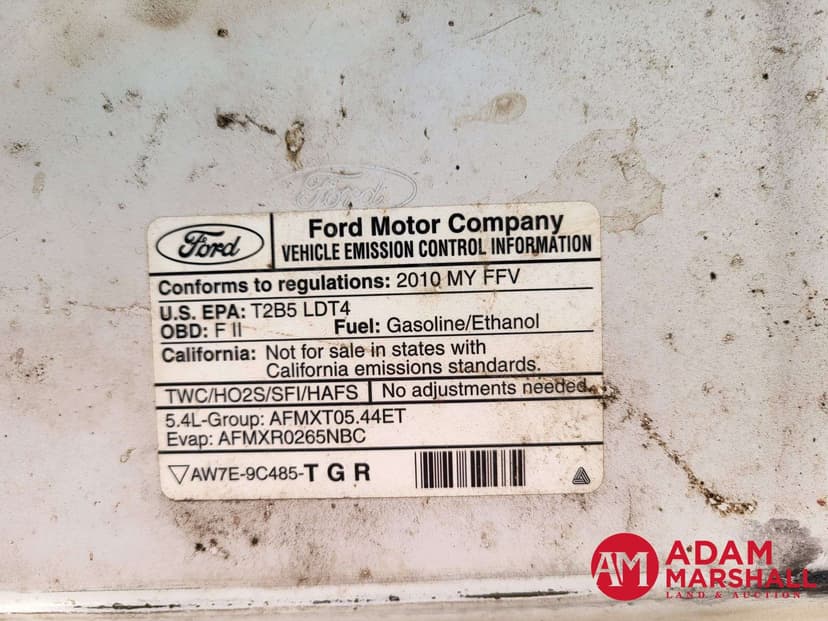 Ford
Ford
Ford Motor Company
VEHICLE EMISSION CONTROL INFORMATION
Conforms to regulations: 2010 MY FFV
U.S. EPA: T2B5 LDT4
OBD: F II Fuel: Gasoline/Ethanol
California: Not for sale in states with
California emissions standards.
TWC/HO2S/SFI/HAFS No adjustments needed.
5.4L-Group: AFMXT05.44ET
Evap: AFMXR0265NBC
AW7E-9C485-T G R
AM
ADAM
MARSHALL
LAND & AUCTION